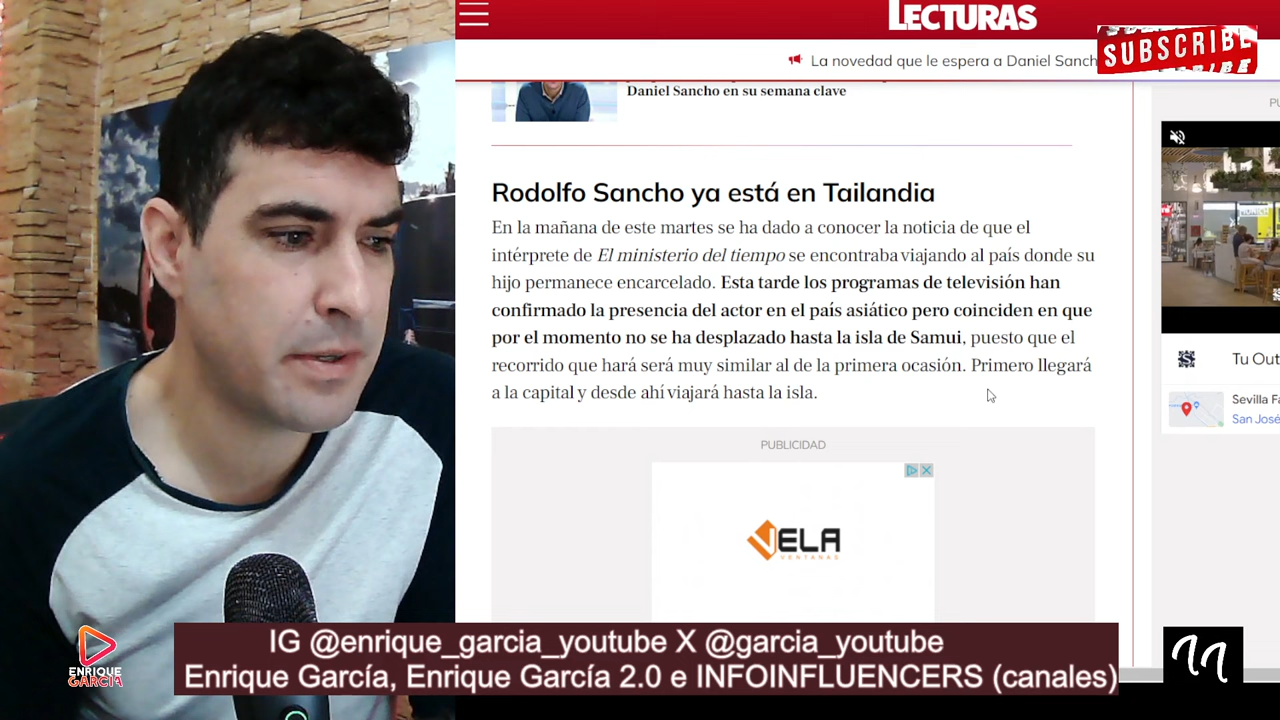 LECTURAS
SUBSCRIBE
La novedad que le espera a Daniel Sanch
Daniel Sancho en su semana clave
Rodolfo Sancho ya está en Tailandia
En la mañana de este martes se ha dado a conocer la noticia de que el
intérprete de El ministerio del tiempo se encontraba viajando al país donde su
hijo permanece encarcelado. Esta tarde los programas de televisión han
confirmado la presencia del actor en el país asiático pero coinciden en que
por el momento no se ha desplazado hasta la isla de Samui, puesto que el
recorrido que hará será muy similar al de la primera ocasión. Primero llegará
a la capital y desde ahí viajará hasta la isla.
Tu Out
Sevilla Fa
San José
PUBLICIDAD
VELA
VENTANAS
ENRIQUE
GARCÍA
IG @enrique_garcia_youtube X @garcia_youtube
Enrique García, Enrique García 2.0 e INFOINFLUENCERS (canales)